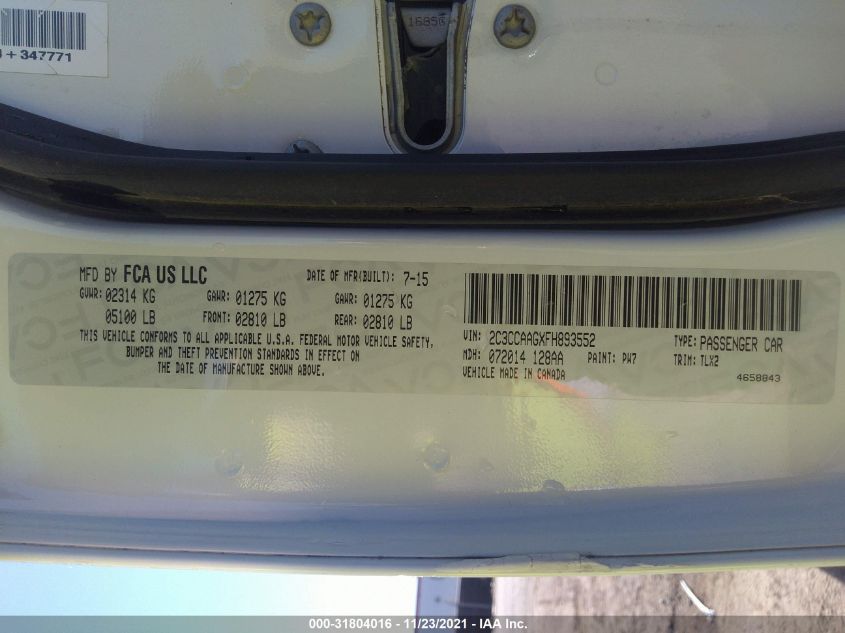 1685
+ 347771
MFD BY FCA US LLC DATE OF MFR(BUILT): 7-15
GVWR: 02314 KG GAWR: 01275 KG GAWR: 01275 KG
05100 LB FRONT: 02810 LB REAR: 02810 LB
THIS VEHICLE CONFORMS TO ALL APPLICABLE U.S.A. FEDERAL MOTOR VEHICLE SAFETY,
BUMPER AND THEFT PREVENTION STANDARDS IN EFFECT ON
THE DATE OF MANUFACTURE SHOWN ABOVE.
VIN: 2C3CCAAGXFH893552 TYPE: PASSENGER CAR
MDH: 072014 128AA PAINT: PW7 TRIM: TLX2
VEHICLE MADE IN CANADA
4658843
000-31804016 - 11/23/2021 - IAA Inc.